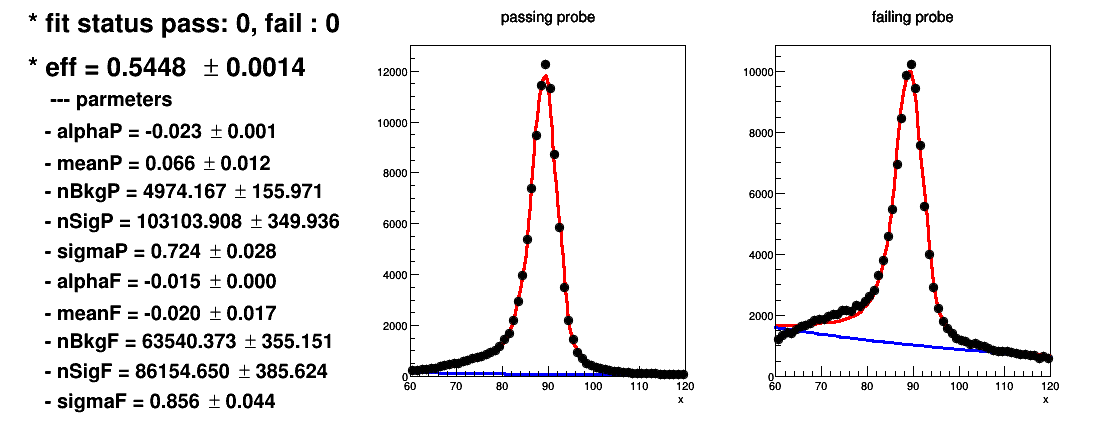 * fit status pass: 0, fail : 0
* eff = 0.5448 ± 0.0014
--- parmeters
- alphaP = -0.023 ± 0.001
- meanP = 0.066 ± 0.012
- nBkgP = 4974.167 ± 155.971
- nSigP = 103103.908 ± 349.936
- sigmaP = 0.724 ± 0.028
- alphaF = -0.015 ± 0.000
- meanF = -0.020 ± 0.017
- nBkgF = 63540.373 ± 355.151
- nSigF = 86154.650 ± 385.624
- sigmaF = 0.856 ± 0.044
passing probe
12000
10000
8000
6000
4000
2000
0
60 70 80 90 100 110 120
x
failing probe
10000
8000
6000
4000
2000
0
60 70 80 90 100 110 120
x